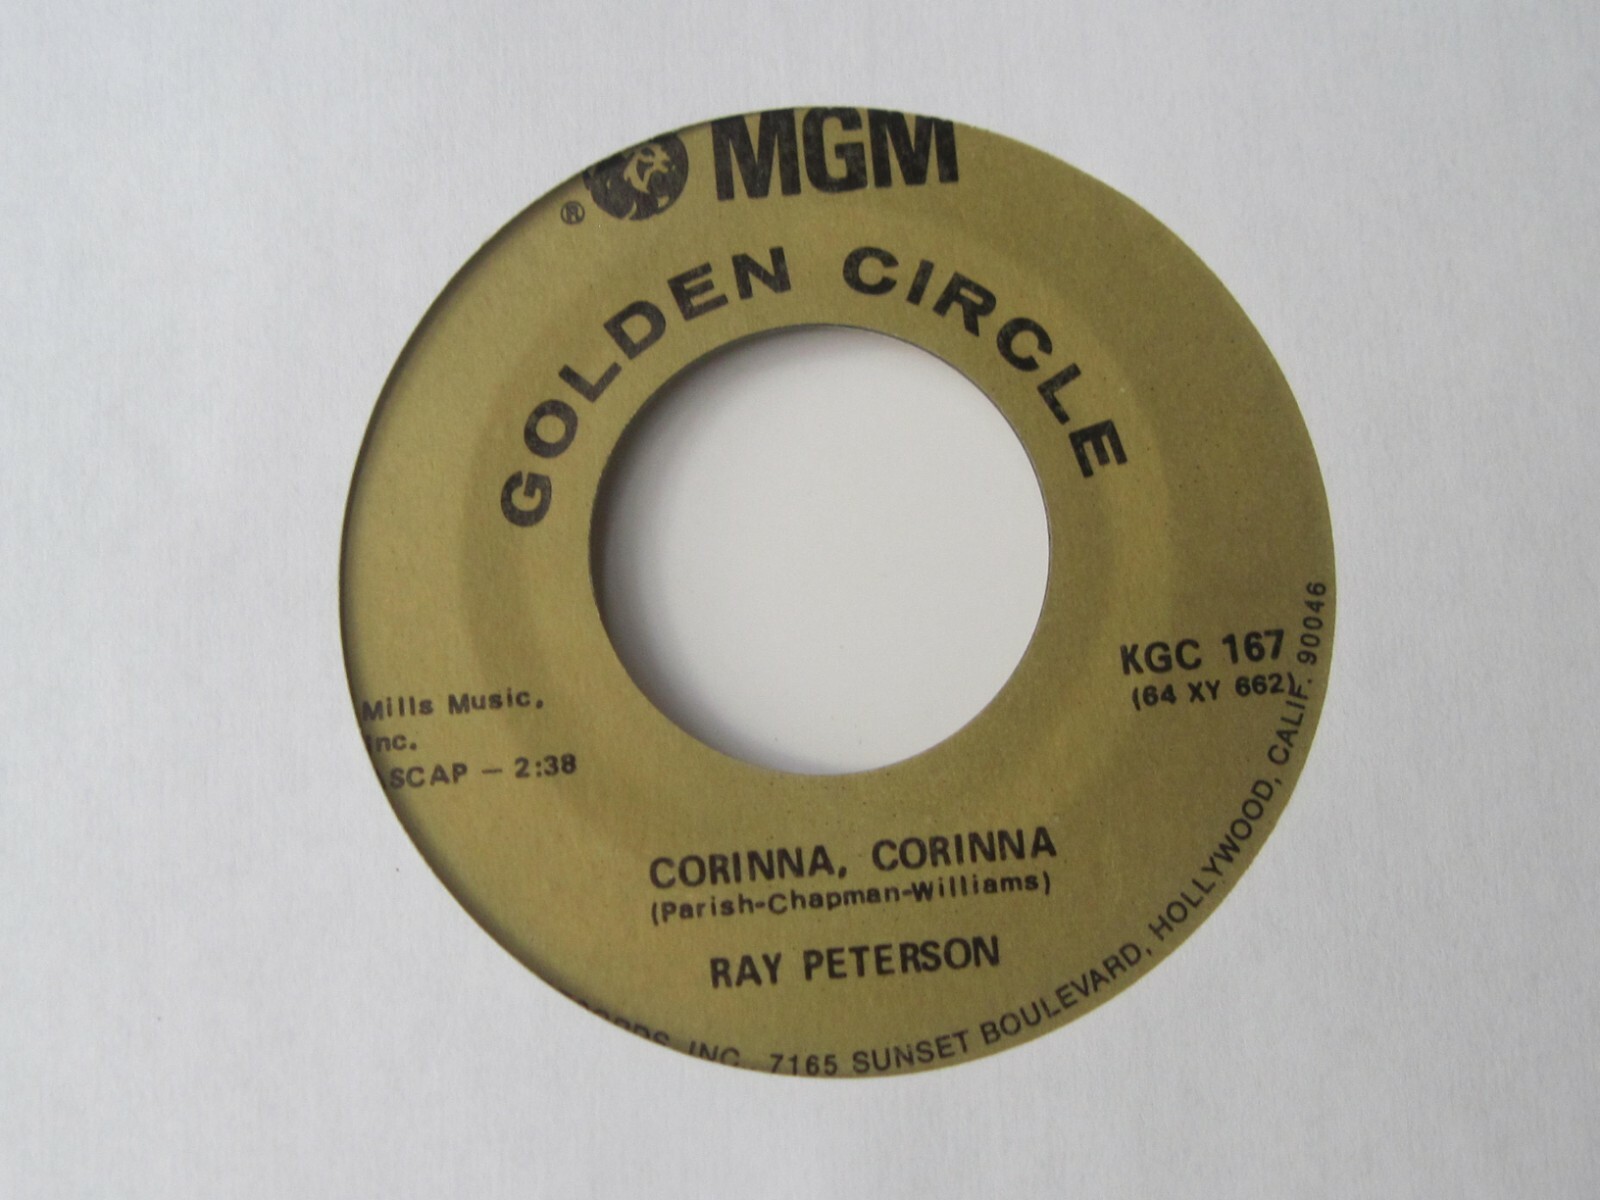 ® MGM
GOLDEN CIRCLE
KGC 167
(64 XY 662)
Mills Music,
SCAP — 2:38
CORINNA, CORINNA
(Parish-Chapman-Williams)
RAY PETERSON
INC., 7165 SUNSET BOULEVARD, HOLLYWOOD, CALIF. 90046